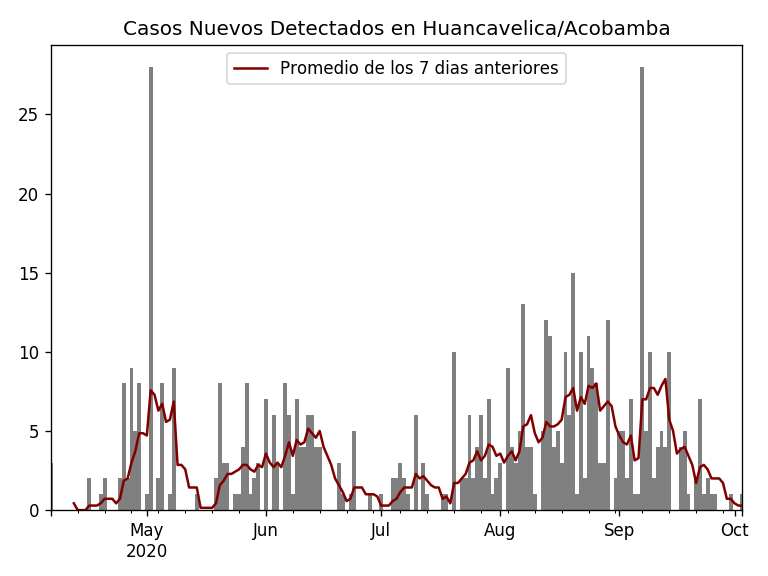 Casos Nuevos Detectados en Huancavelica/Acobamba
Promedio de los 7 dias anteriores
25
20
15
10
5
0
May
2020
Jun
Jul
Aug
Sep
Oct